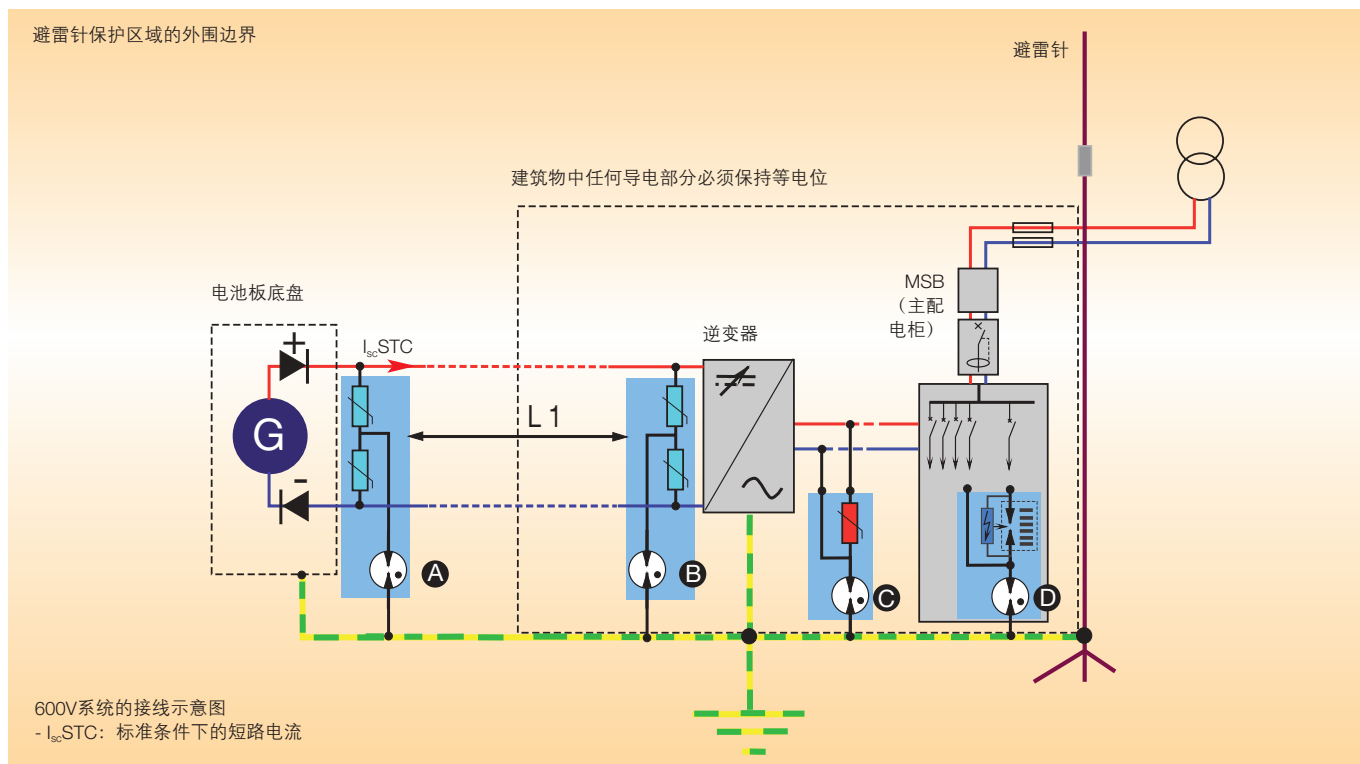 避雷针保护区域的外围边界
避雷针
建筑物中任何导电部分必须保持等电位
MSB
（主配
电柜）
电池板底盘
逆变器
+
IscSTC
L 1
G
-
A
B
C
D
600V系统的接线示意图
- IscSTC：标准条件下的短路电流